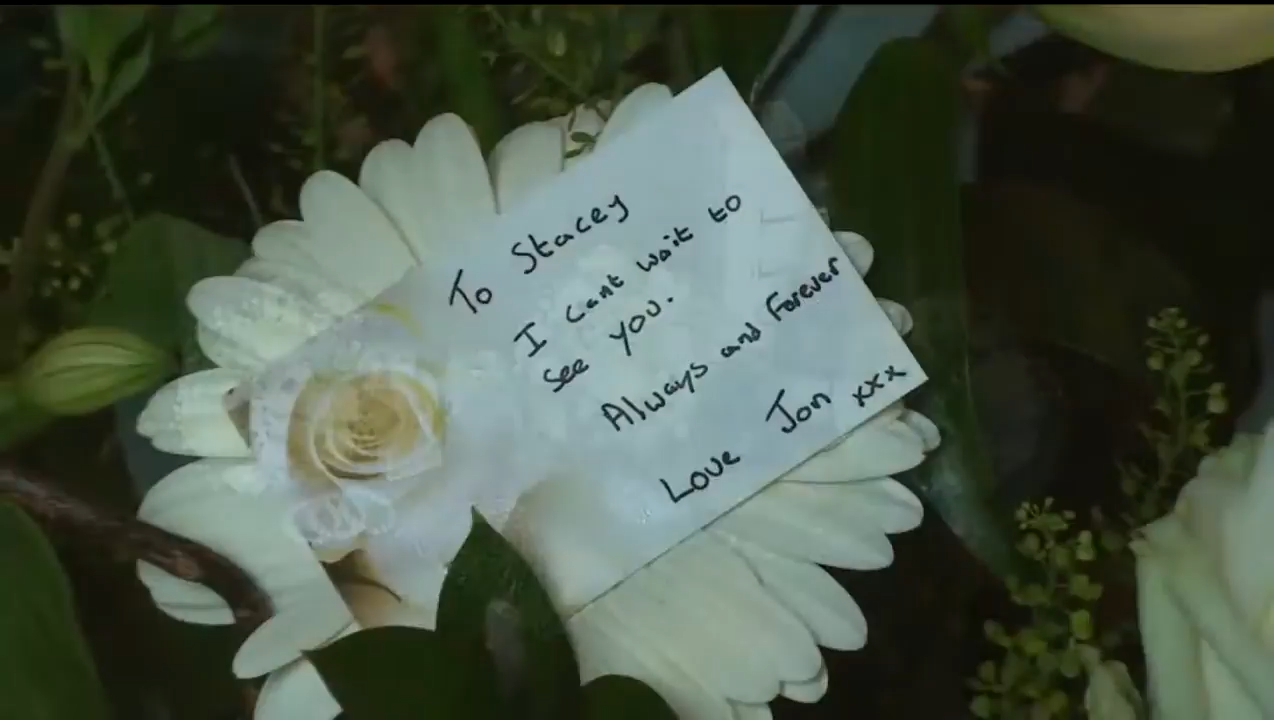 To Stacey
I cant wait to
see you.
Always and Forever
Love Jon xxx